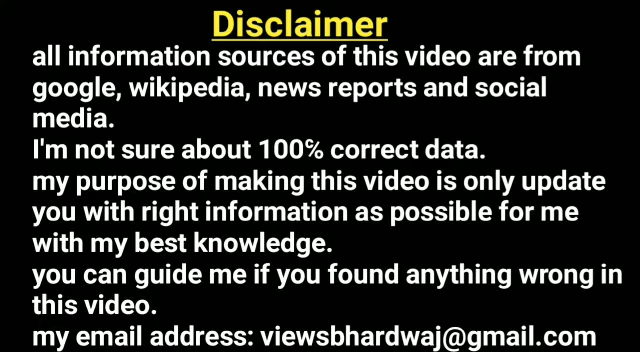 Disclaimer
all information sources of this video are from
google, wikipedia, news reports and social
media.
I'm not sure about 100℅ correct data.
my purpose of making this video is only update
you with right information as possible for me
with my best knowledge.
you can guide me if you found anything wrong in
this video.
my email address: viewsbhardwaj@gmail.com